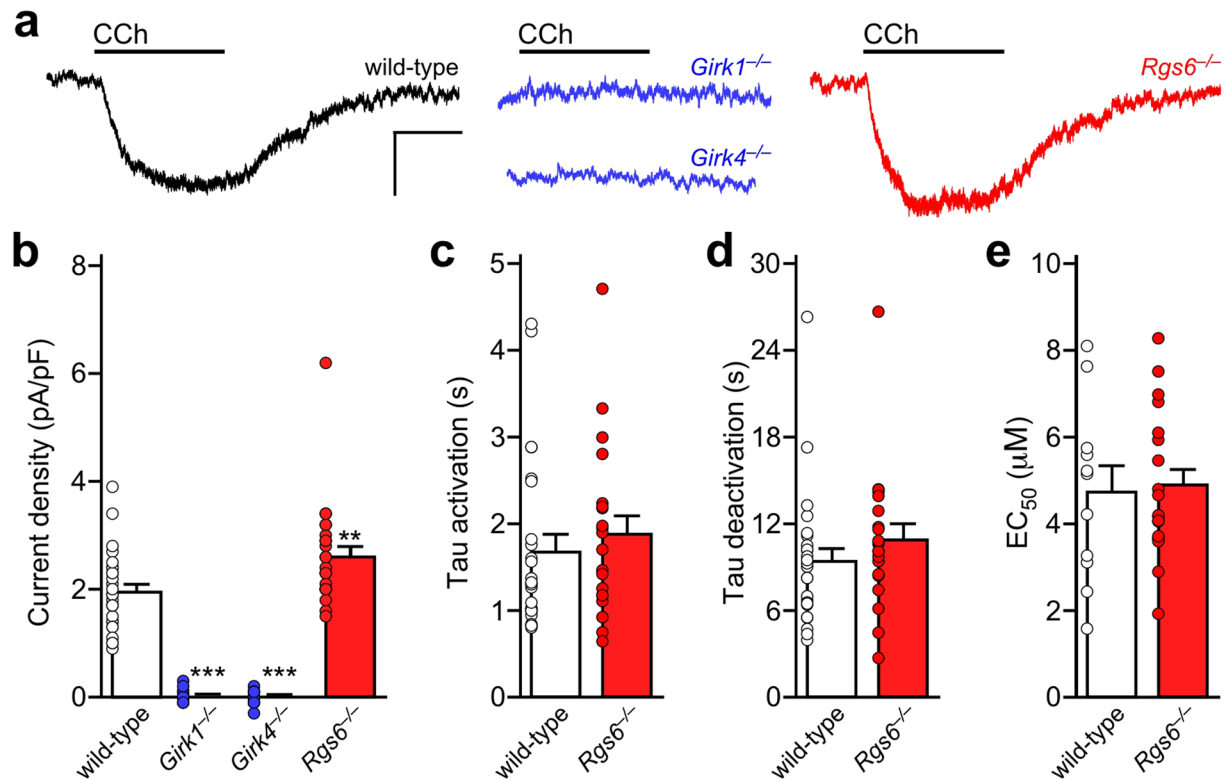 a
CCh
wild-type
CCh
Girk1–/–
Girk4–/–
CCh
Rgs6–/–
b
Current density (pA/pF)
8
6
4
2
0
***
***
**
wild-type
Girk1–/–
Girk4–/–
Rgs6–/–
c
Tau activation (s)
5
4
3
2
1
0
wild-type
Rgs6–/–
d
Tau deactivation (s)
30
24
18
12
6
0
wild-type
Rgs6–/–
e
EC50 (μM)
10
8
6
4
2
0
wild-type
Rgs6–/–